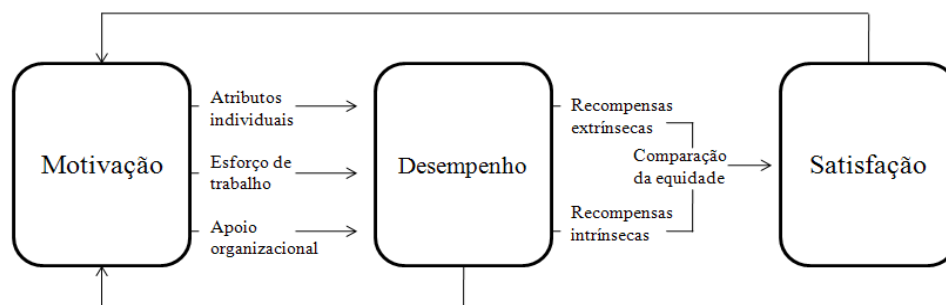 Motivação
Atributos
individuais
Esforço de
trabalho
Apoio
organizacional
Desempenho
Recompensas
extrínsecas
Comparação
da equidade
Recompensas
intrínsecas
Satisfação